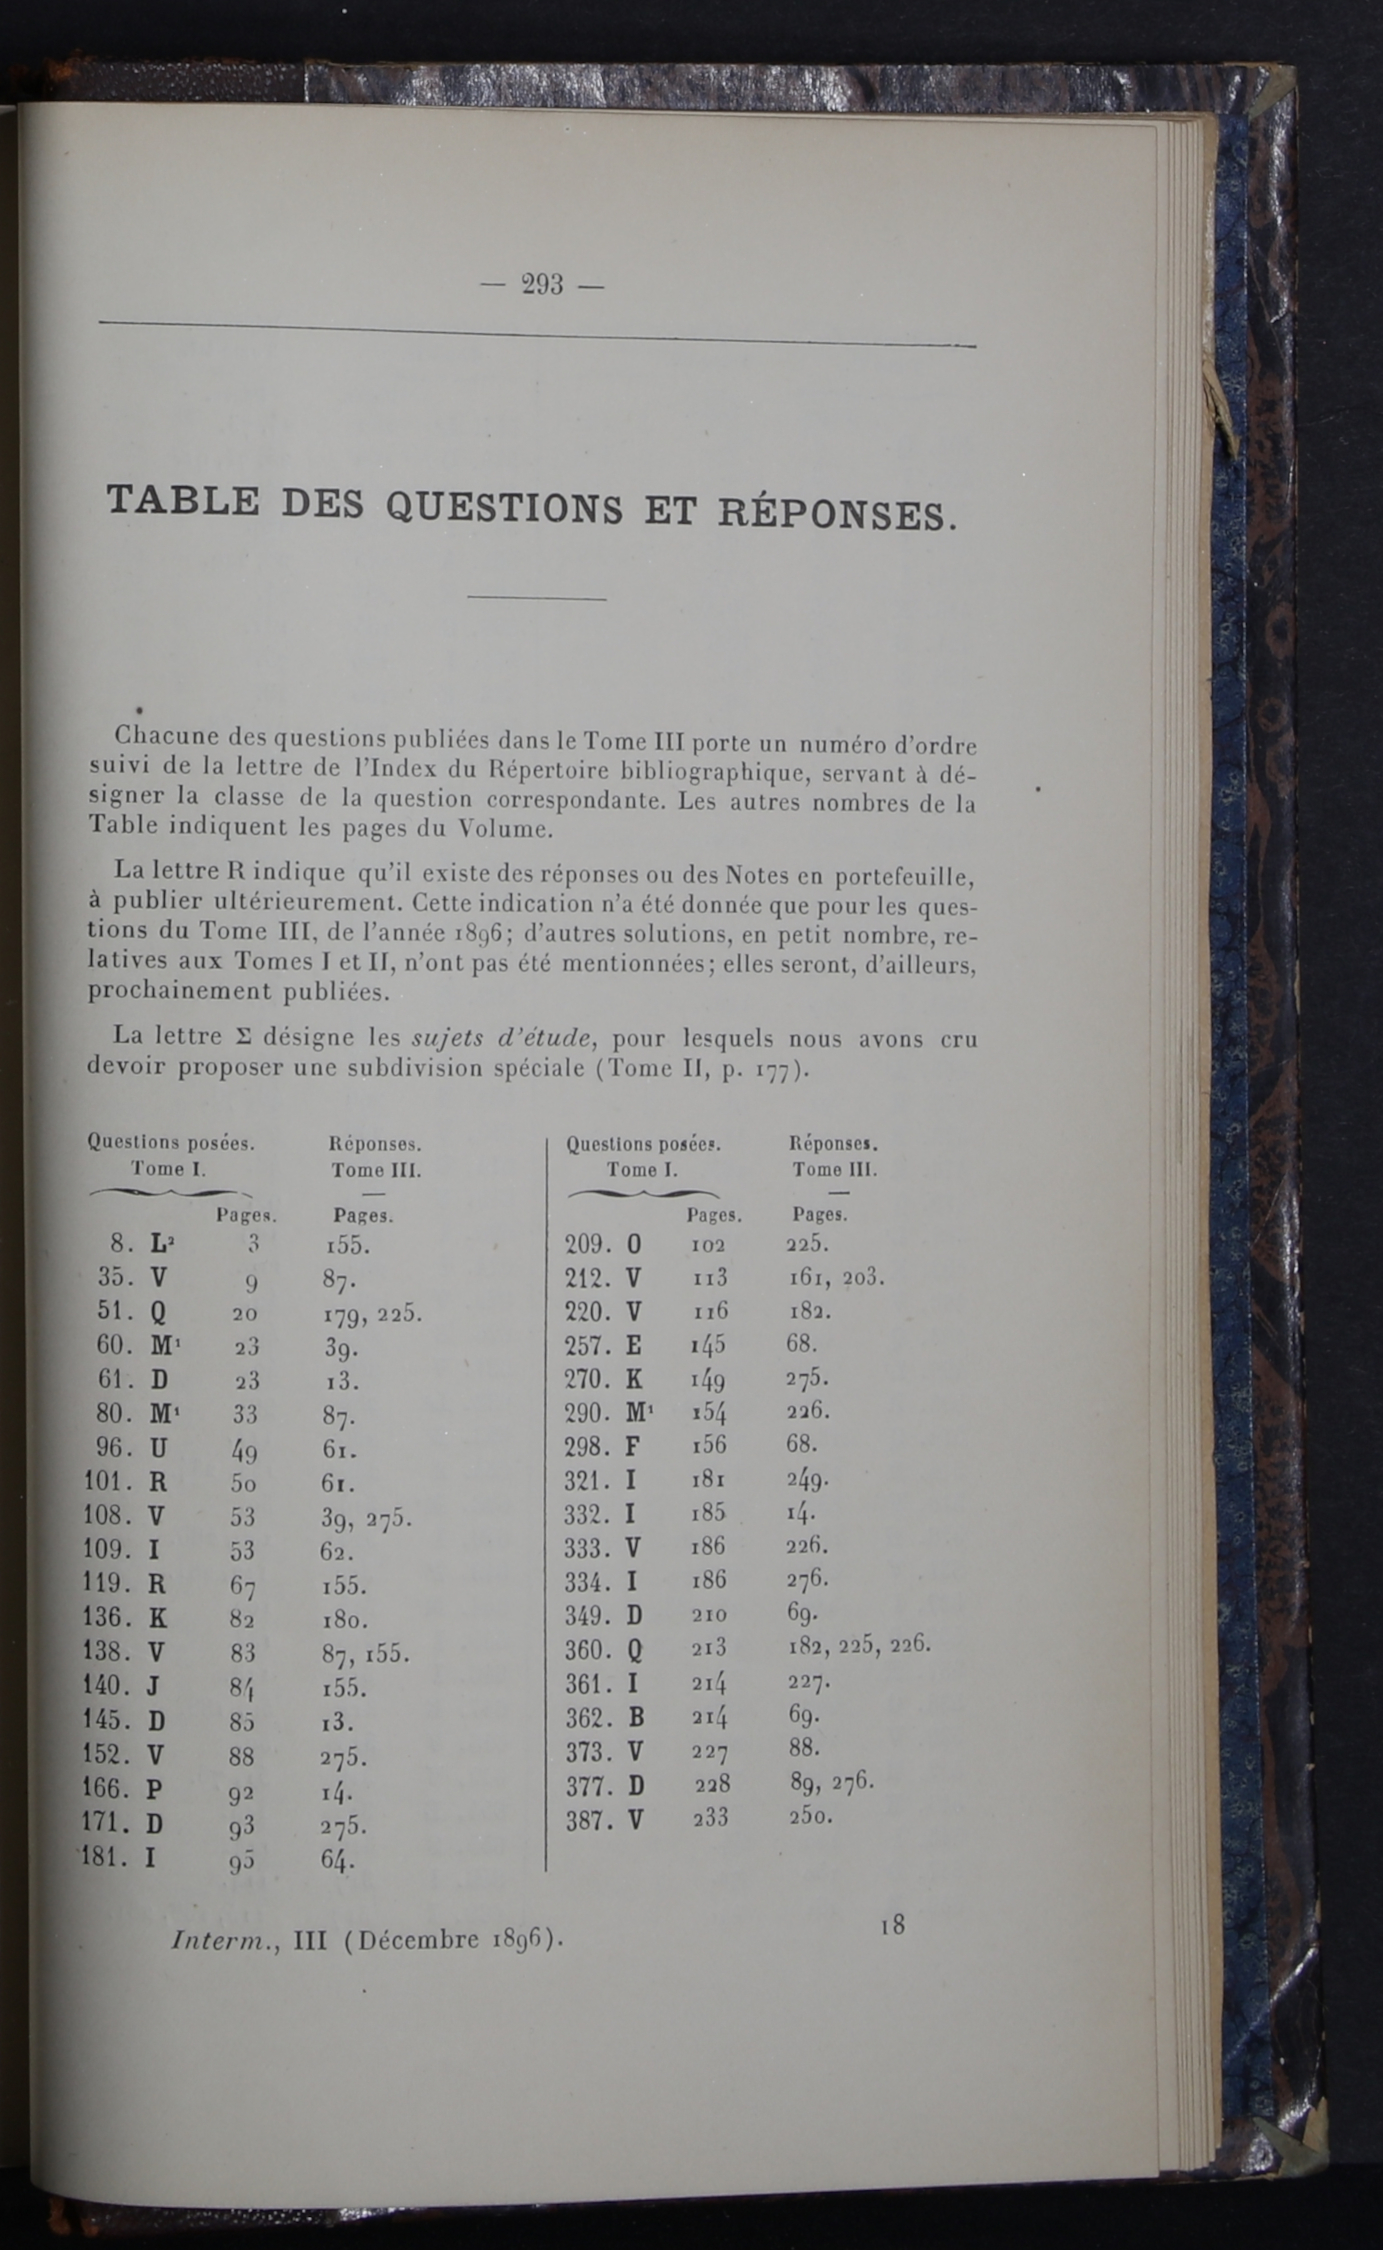 — 293 —
TABLE DES QUESTIONS ET RÉPONSES.
Chacune des questions publiées dans le Tome III porte un numéro d'ordre
suivi de la lettre de l'Index du Répertoire bibliographique, servant à dé-
signer la classe de la question correspondante. Les autres nombres de la
Table indiquent les pages du Volume.
La lettre R indique qu'il existe des réponses ou des Notes en portefeuille,
à publier ultérieurement. Cette indication n'a été donnée que pour les ques-
tions du Tome III, de l'année 1896; d'autres solutions, en petit nombre, re-
latives aux Tomes I et II, n'ont pas été mentionnées; elles seront, d'ailleurs,
prochainement publiées.
La lettre Σ désigne les sujets d'étude, pour lesquels nous avons cru
devoir proposer une subdivision spéciale (Tome II, p. 177).
Questions posées. Réponses.
Tome I. Tome III.
Pages. Pages.
8. L² 3 155.
35. V 9 87.
51. Q 20 179, 225.
60. M¹ 23 39.
61. D 23 13.
80. M¹ 33 87.
96. U 49 61.
101. R 50 61.
108. V 53 39, 275.
109. I 53 62.
119. R 67 155.
136. K 82 180.
138. V 83 87, 155.
140. J 84 155.
145. D 85 13.
152. V 88 275.
166. P 92 14.
171. D 93 275.
181. I 95 64.
Questions posées. Réponses.
Tome I. Tome III.
Pages. Pages.
209. O 102 225.
212. V 113 161, 203.
220. V 116 182.
257. E 145 68.
270. K 149 275.
290. M¹ 154 226.
298. F 156 68.
321. I 181 249.
332. I 185 14.
333. V 186 226.
334. I 186 276.
349. D 210 69.
360. Q 213 182, 225, 226.
361. I 214 227.
362. B 214 69.
373. V 227 88.
377. D 228 89, 276.
387. V 233 250.
Interm., III (Décembre 1896). 18